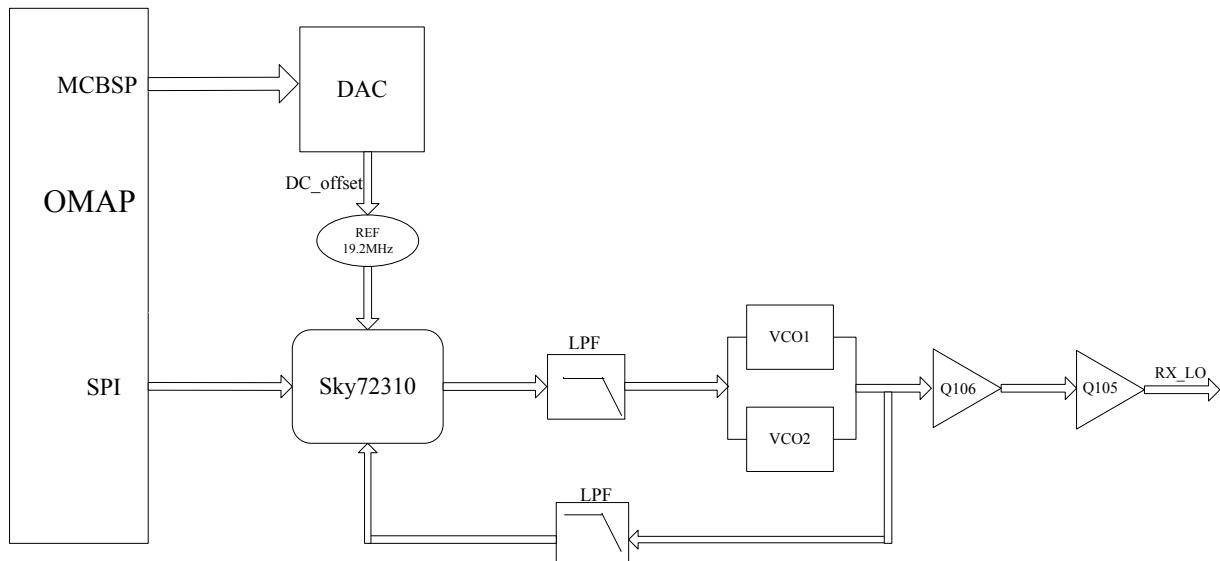 MCBSP
DAC
OMAP
DC_offset
REF
19.2MHz
SPI
Sky72310
LPF
VCO1
VCO2
Q106
Q105
RX_LO
LPF